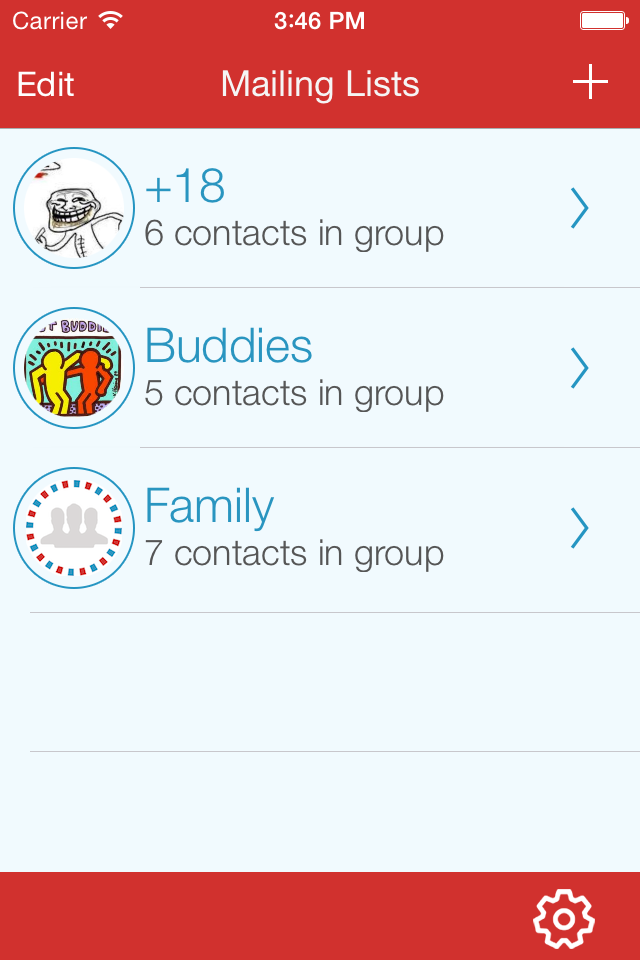 Carrier 3:46 PM
Edit Mailing Lists
+18
6 contacts in group
BUDDIE
Buddies
5 contacts in group
Family
7 contacts in group